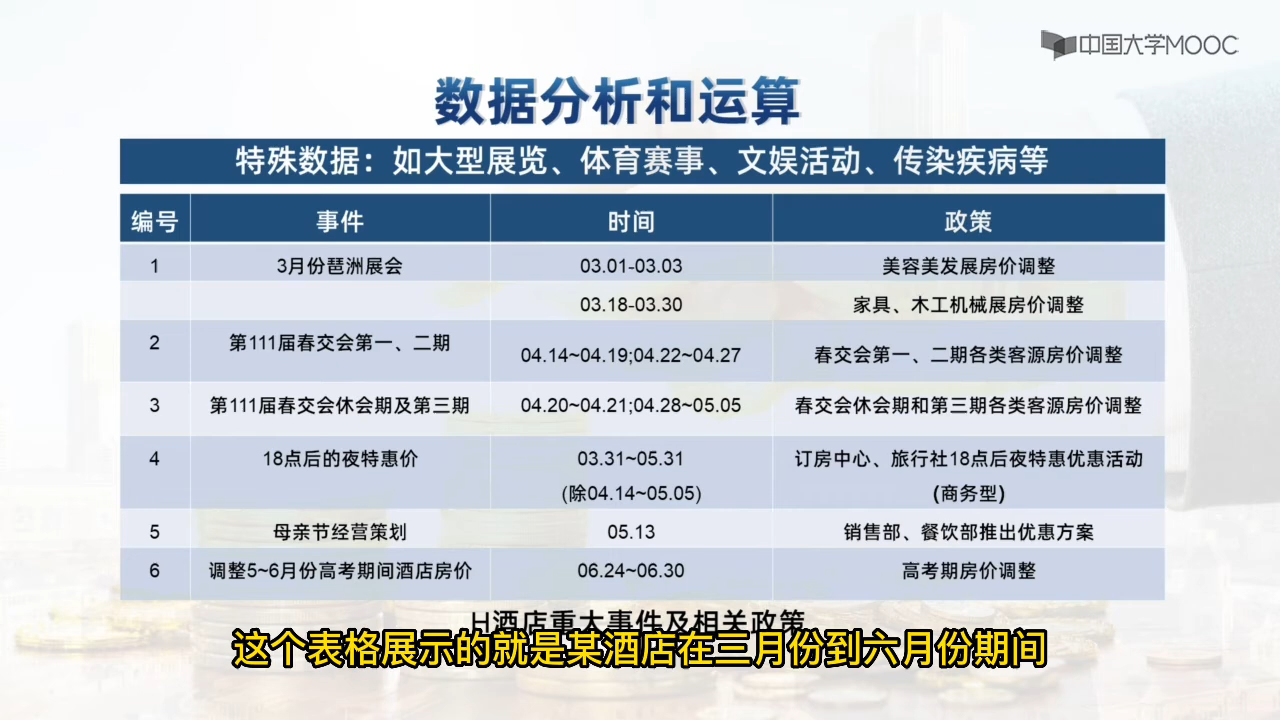 中国大学MOOC
数据分析和运算
特殊数据：如大型展览、体育赛事、文娱活动、传染疾病等
编号 事件 时间 政策
1 3月份琶洲展会 03.01-03.03 美容美发展房价调整
03.18-03.30 家具、木工机械展房价调整
2 第111届春交会第一、二期 04.14~04.19;04.22~04.27 春交会第一、二期各类客源房价调整
3 第111届春交会休会期及第三期 04.20~04.21;04.28~05.05 春交会休会期和第三期各类客源房价调整
4 18点后的夜特惠价 03.31~05.31 订房中心、旅行社18点后夜特惠优惠活动
(除04.14~05.05) (商务型)
5 母亲节经营策划 05.13 销售部、餐饮部推出优惠方案
6 调整5~6月份高考期间酒店房价 06.24~06.30 高考期房价调整
H酒店重大事件及相关政策
这个表格展示的就是某酒店在三月份到六月份期间